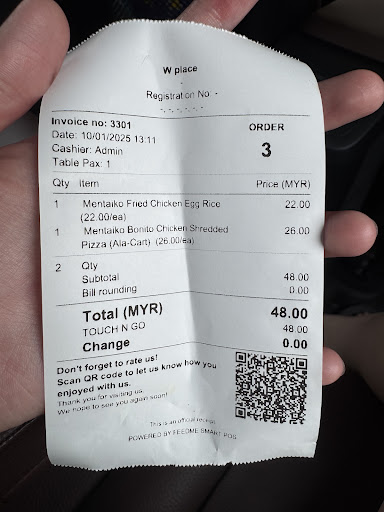 W place
-
Registration No -
Invoice no: 3301
Date: 10/01/2025 13:11
Cashier: Admin
Table Pax: 1
ORDER
3
Qty Item Price (MYR)
1 Mentaiko Fried Chicken Egg Rice 22.00
(22.00/ea)
1 Mentaiko Bonito Chicken Shredded 26.00
Pizza (Ala-Cart) (26.00/ea)
2 Qty
Subtotal 48.00
Bill rounding 0.00
Total (MYR) 48.00
TOUCH N GO 48.00
Change 0.00
Don't forget to rate us!
Scan QR code to let us know how you
enjoyed with us.
Thank you for visiting us.
We hope to see you again soon!
This is an official receipt.
POWERED BY FEEDME SMART POS